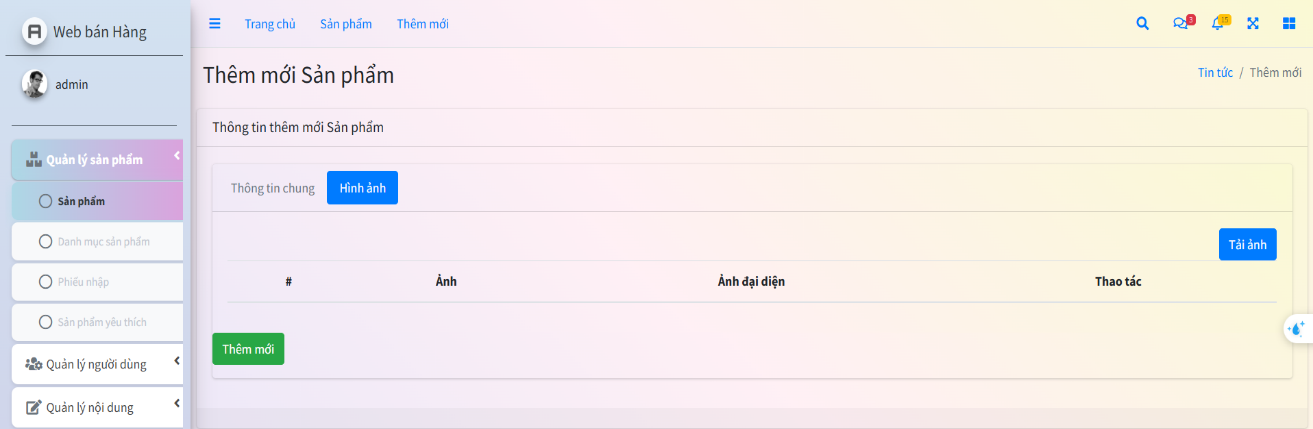 Web bán Hàng
Trang chủ Sản phẩm Thêm mới
3 15
admin
Thêm mới Sản phẩm
Tin tức / Thêm mới
Thông tin thêm mới Sản phẩm
Quản lý sản phẩm
Sản phẩm
Danh mục sản phẩm
Phiếu nhập
Sản phẩm yêu thích
Quản lý người dùng
Quản lý nội dung
Thông tin chung Hình ảnh
Tải ảnh
# Ảnh Ảnh đại diện Thao tác
Thêm mới